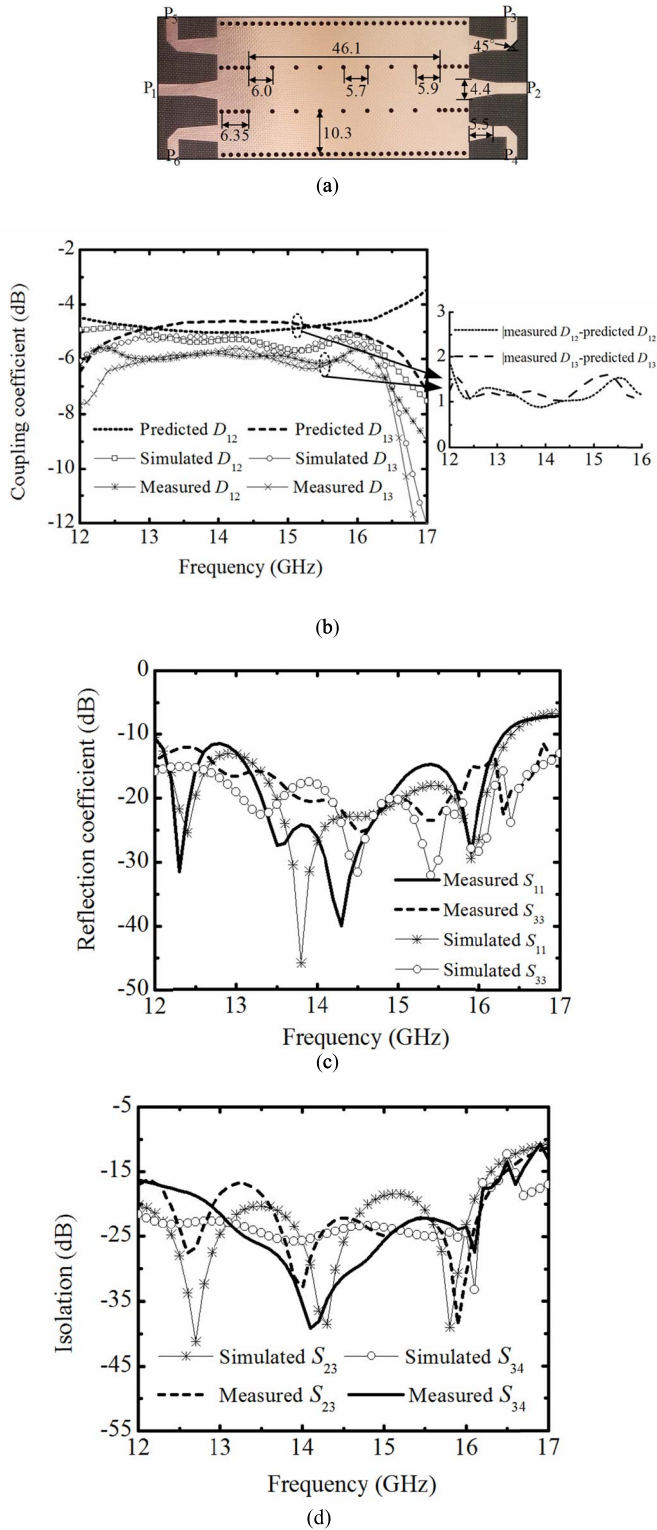 P5 P3
46.1 45°
P1 6.0 5.7 5.9 4.4 P2
6.35 10.3 5.5
P6 P4
(a)
-2
-4
-6
-8
-10
-12
Coupling coefficient (dB)
Predicted D12 Predicted D13
Simulated D12 Simulated D13
Measured D12 Measured D13
12 13 14 15 16 17
Frequency (GHz)
3
2
1
0
|measured D12-predicted D12|
|measured D13-predicted D13|
12 13 14 15 16
(b)
0
-10
-20
-30
-40
-50
Reflection coefficient (dB)
Measured S11
Measured S33
Simulated S11
Simulated S33
12 13 14 15 16 17
Frequency (GHz)
(c)
-5
-15
-25
-35
-45
-55
Isolation (dB)
Simulated S23 Simulated S34
Measured S23 Measured S34
12 13 14 15 16 17
Frequency (GHz)
(d)